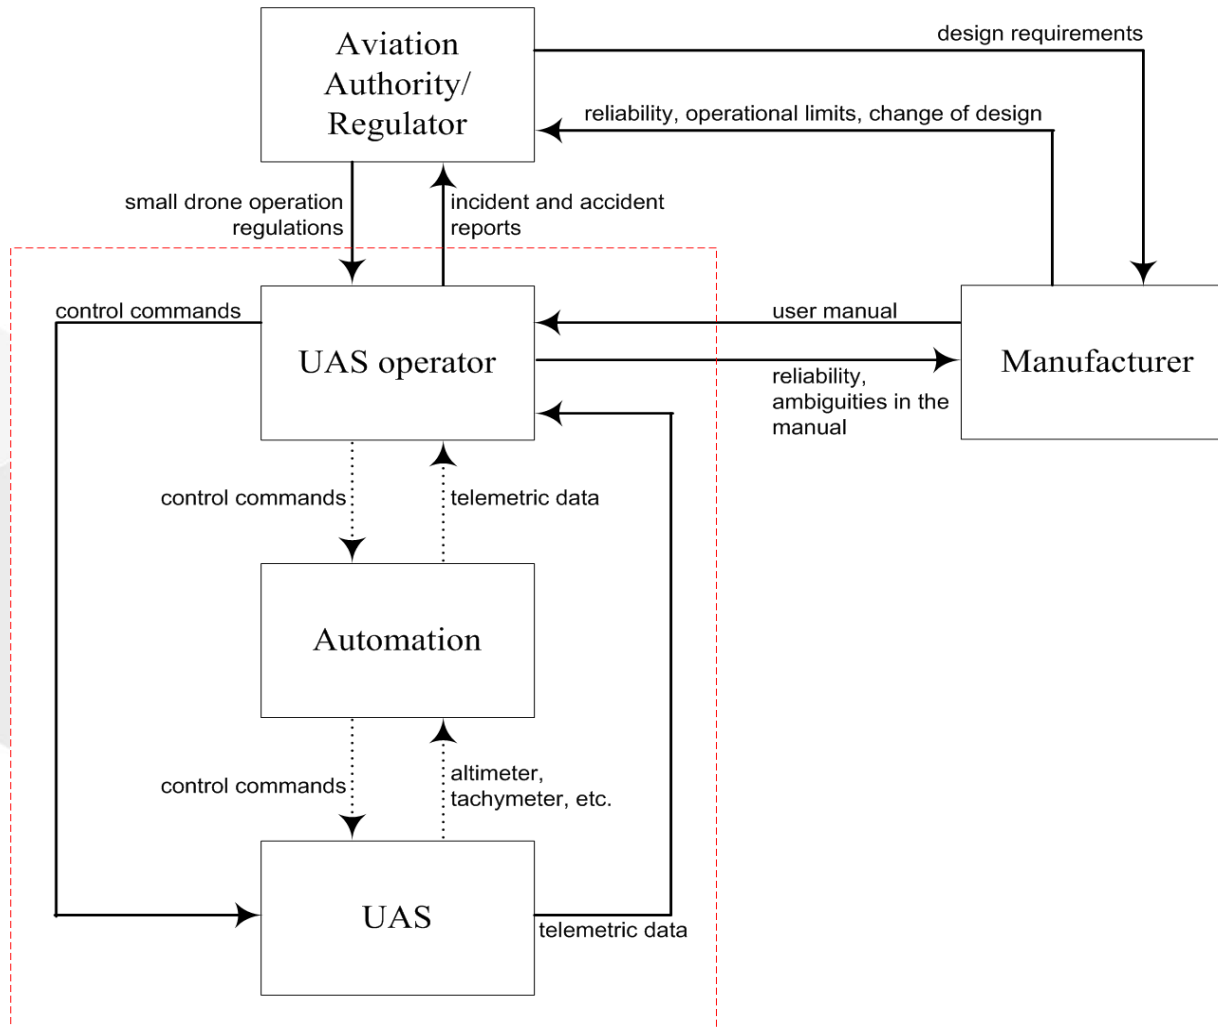 Aviation
Authority/
Regulator
design requirements
reliability, operational limits, change of design
small drone operation
regulations
incident and accident
reports
control commands
UAS operator
user manual
reliability,
ambiguities in the
manual
Manufacturer
control commands
telemetric data
Automation
control commands
altimeter,
tachymeter, etc.
UAS
telemetric data